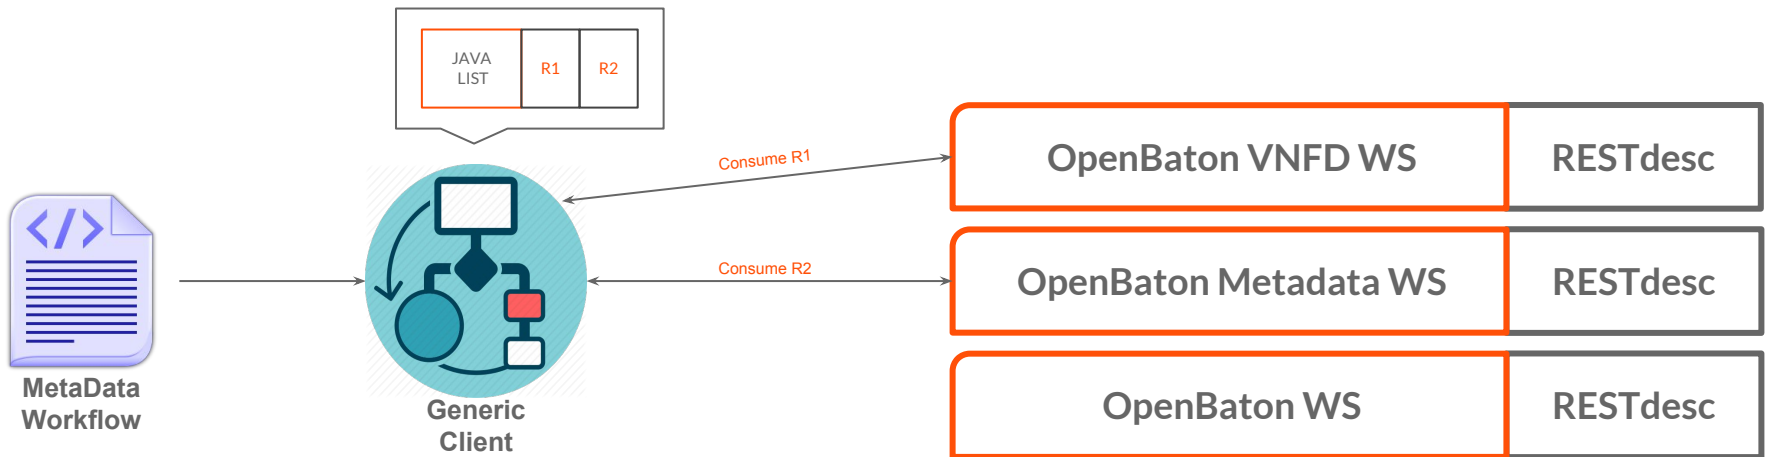 JAVA
LIST
R1
R2
Consume R1
OpenBaton VNFD WS
RESTdesc
</>
Consume R2
OpenBaton Metadata WS
RESTdesc
MetaData
Workflow
Generic
Client
OpenBaton WS
RESTdesc